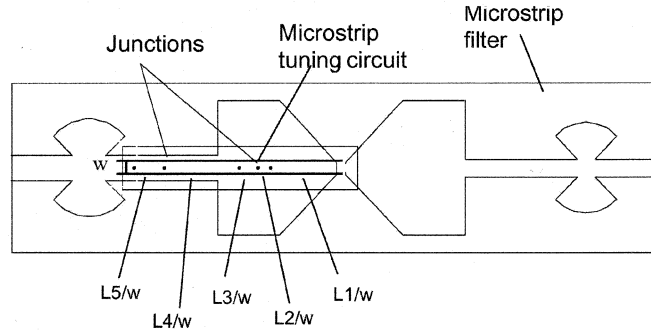 Microstrip
filter
Junctions
Microstrip
tuning circuit
w
L5/w
L4/w
L3/w
L2/w
L1/w